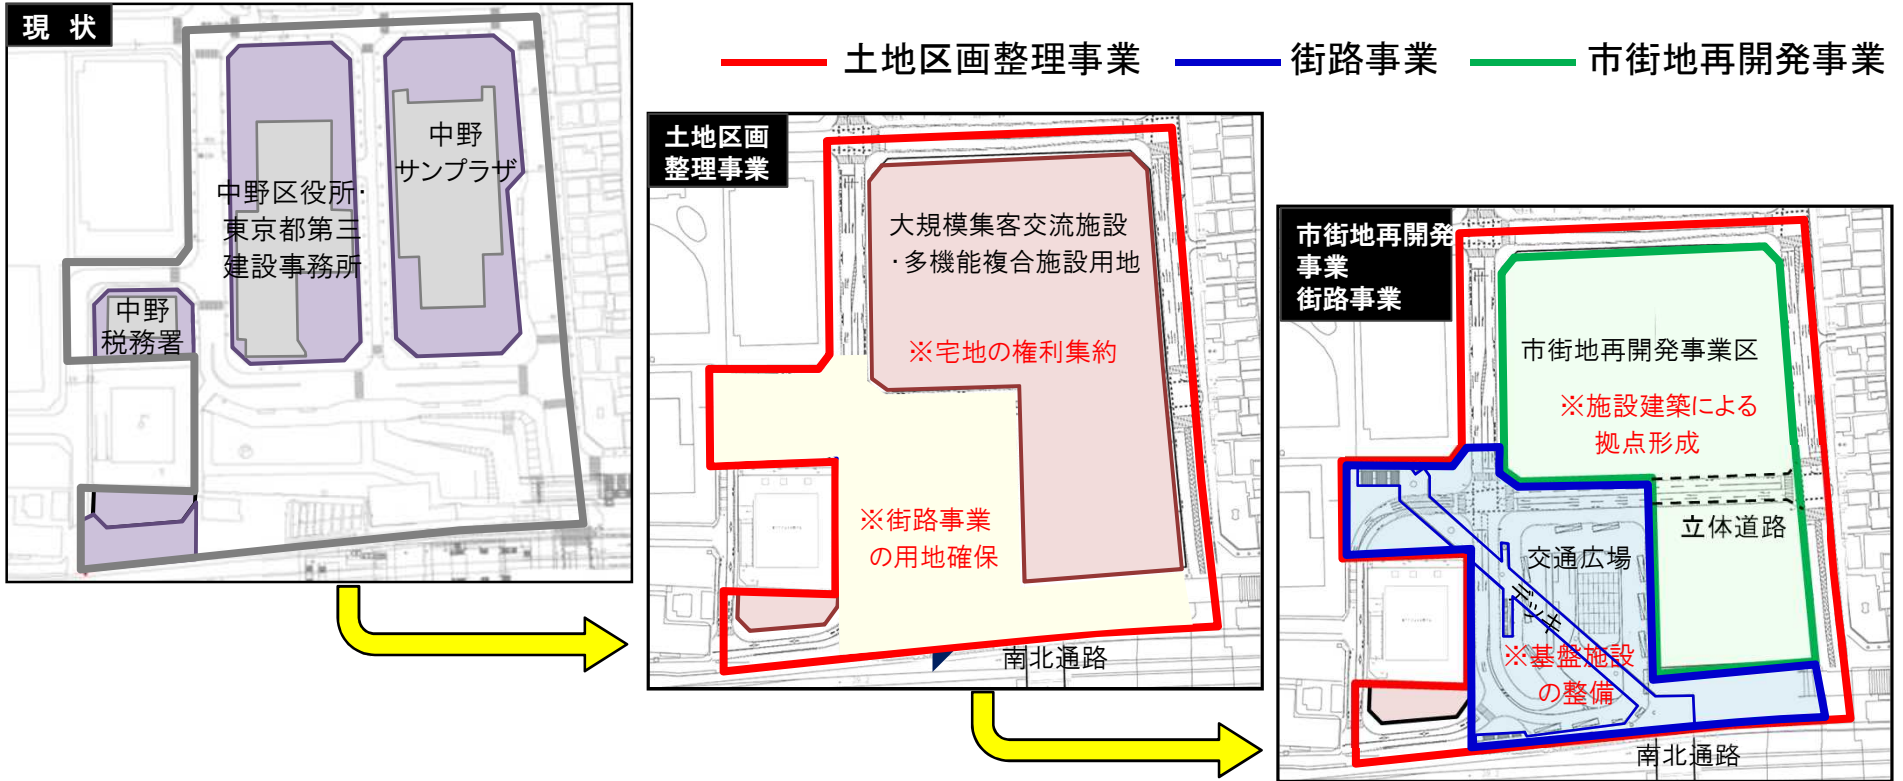 現 状
土地区画整理事業
街路事業
市街地再開発事業
中野
サンプラザ
中野区役所・
東京都第三
建設事務所
中野
税務署
土地区画
整理事業
大規模集客交流施設
・多機能複合施設用地
※宅地の権利集約
※街路事業
の用地確保
南北通路
市街地再開発
事業
街路事業
市街地再開発事業区
※施設建築による
拠点形成
立体道路
交通広場
デッキ
※基盤施設
の整備
南北通路